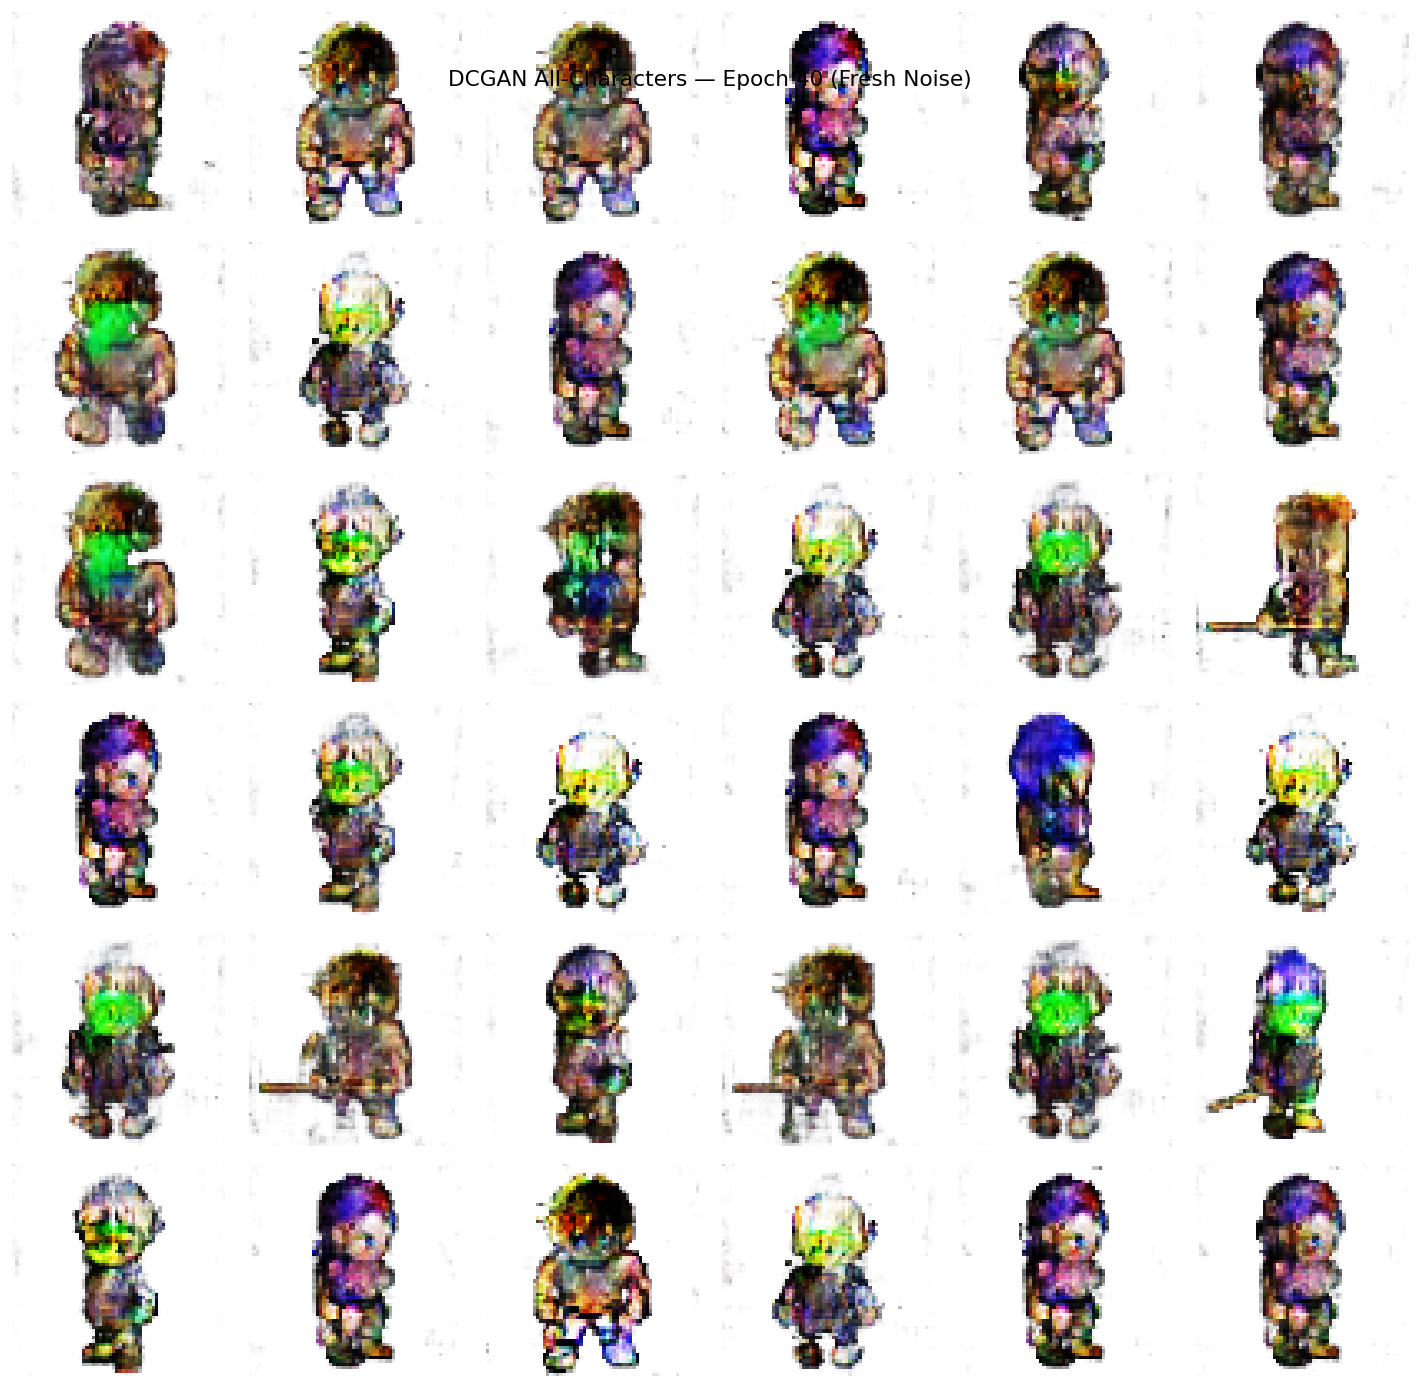 DCGAN All-Characters — Epoch 40 (Fresh Noise)